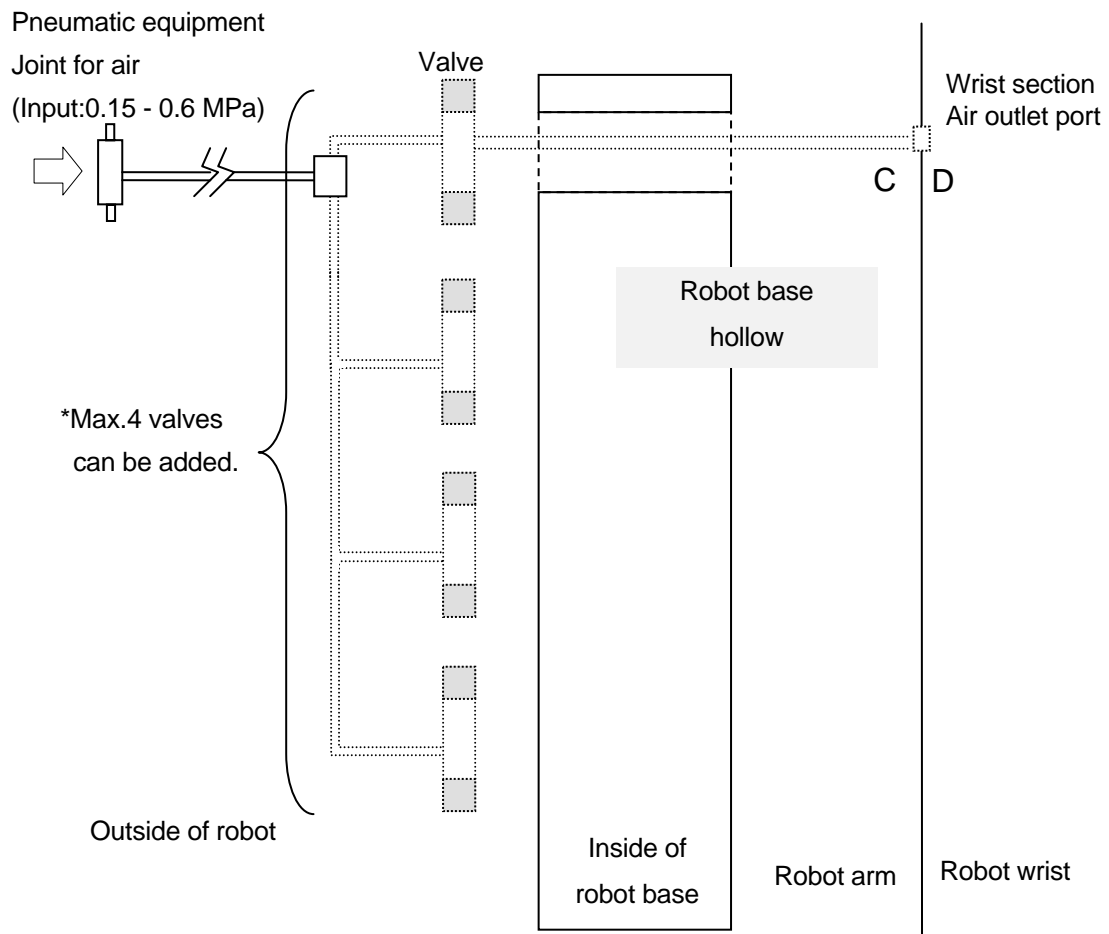 Pneumatic equipment
Joint for air
(Input:0.15 - 0.6 MPa)
Valve
Wrist section
Air outlet port
C
D
Robot base
hollow
*Max.4 valves
can be added.
Outside of robot
Inside of
robot base
Robot arm
Robot wrist